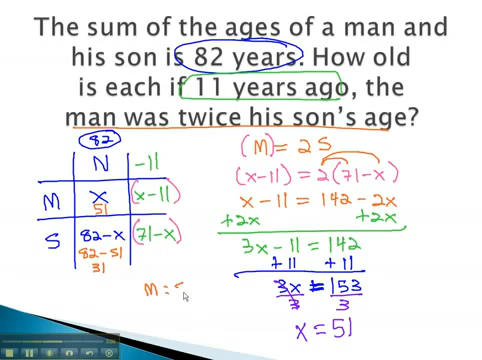 The sum of the ages of a man and
his son is 82 years. How old
is each if 11 years ago, the
man was twice his son's age?
82
N -11
M x (x-11)
51
S 82-x (71-x)
82-51
31
m =
(M) = 2S
(x-11) = 2(71-x)
x-11 = 142-2x
+2x +2x
3x-11 = 142
+11 +11
3x = 153
3 3
x = 51